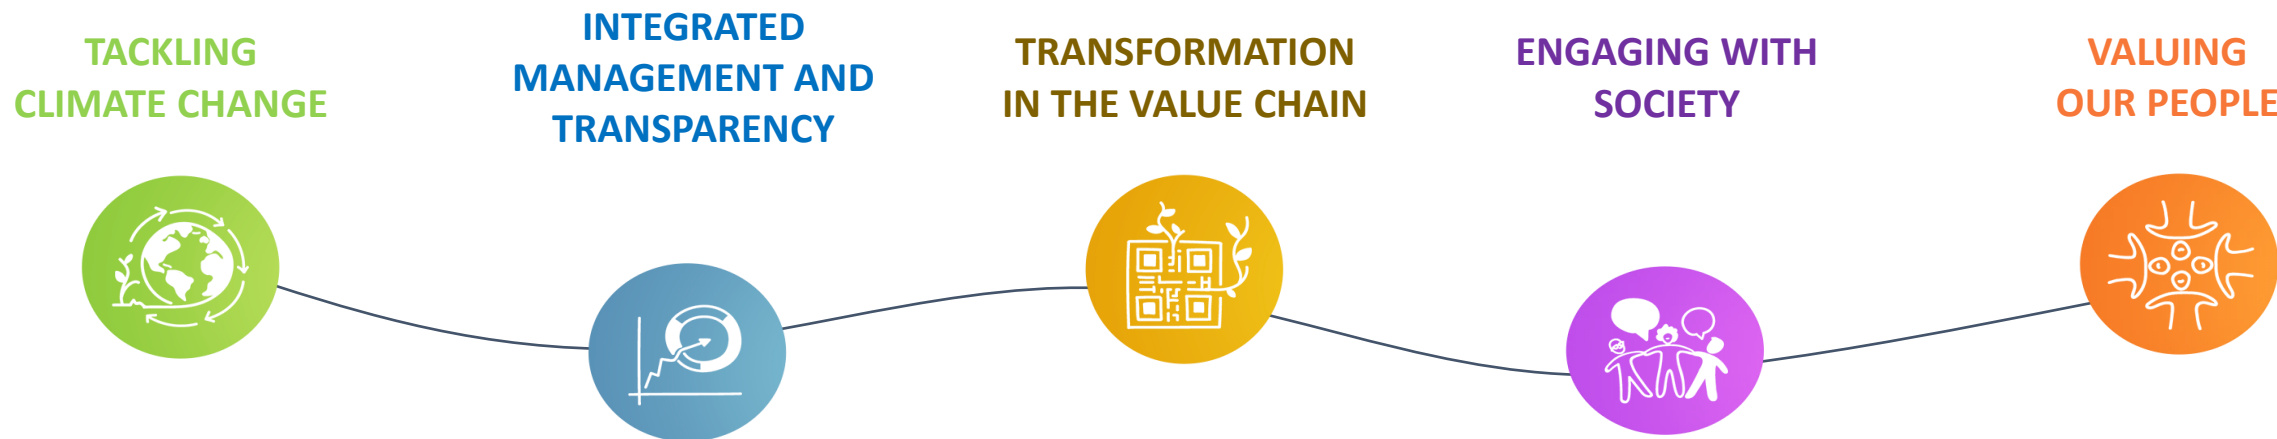 TACKLING
CLIMATE CHANGE
INTEGRATED
MANAGEMENT AND
TRANSPARENCY
TRANSFORMATION
IN THE VALUE CHAIN
ENGAGING WITH
SOCIETY
VALUING
OUR PEOPLE